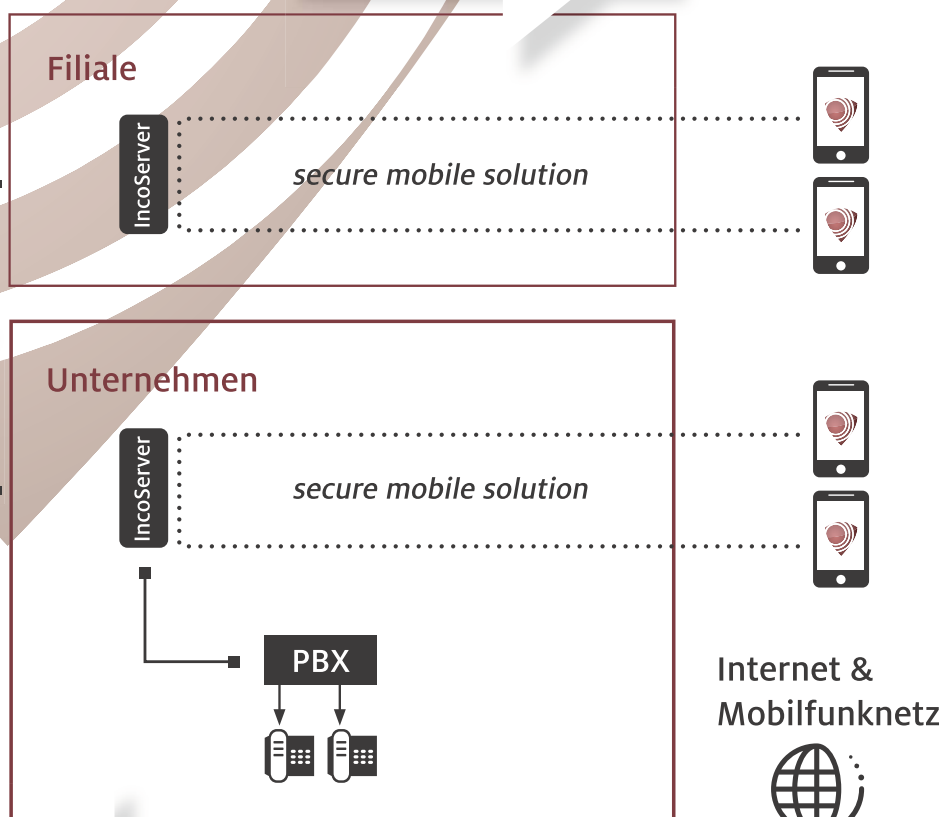 Filiale
IncoServer
secure mobile solution
Unternehmen
IncoServer
secure mobile solution
PBX
Internet &
Mobilfunknetz